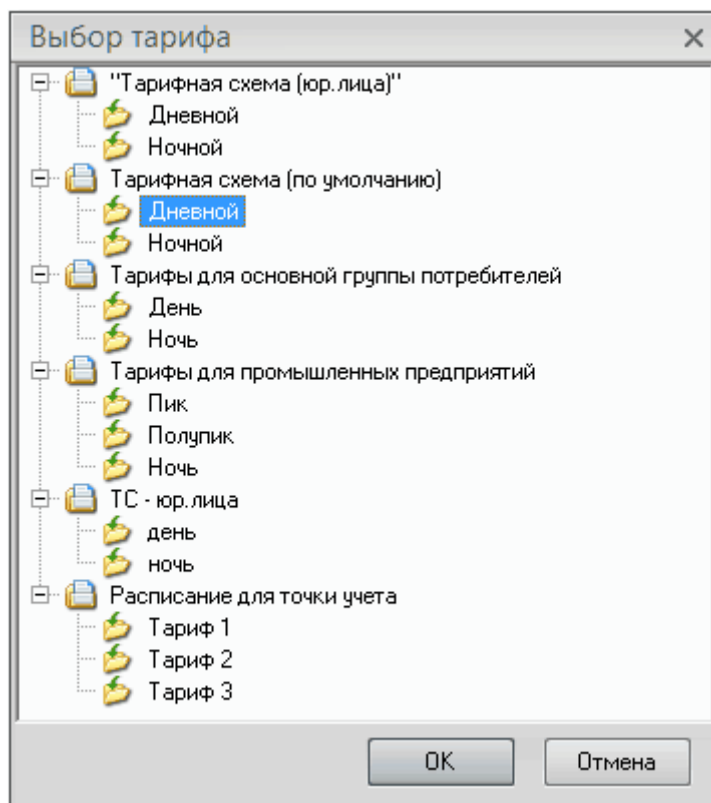 Выбор тарифа
"Тарифная схема (юр.лица)"
Дневной
Ночной
Тарифная схема (по умолчанию)
Дневной
Ночной
Тарифы для основной группы потребителей
День
Ночь
Тарифы для промышленных предприятий
Пик
Полупик
Ночь
ТС - юр.лица
день
ночь
Расписание для точки учета
Тариф 1
Тариф 2
Тариф 3
OK Отмена